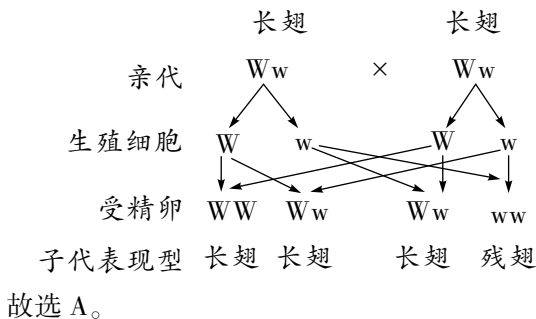 长翅 长翅
亲代 Ww × Ww
生殖细胞 W w W w
受精卵 WW Ww Ww ww
子代表现型 长翅 长翅 长翅 残翅
故选 A。